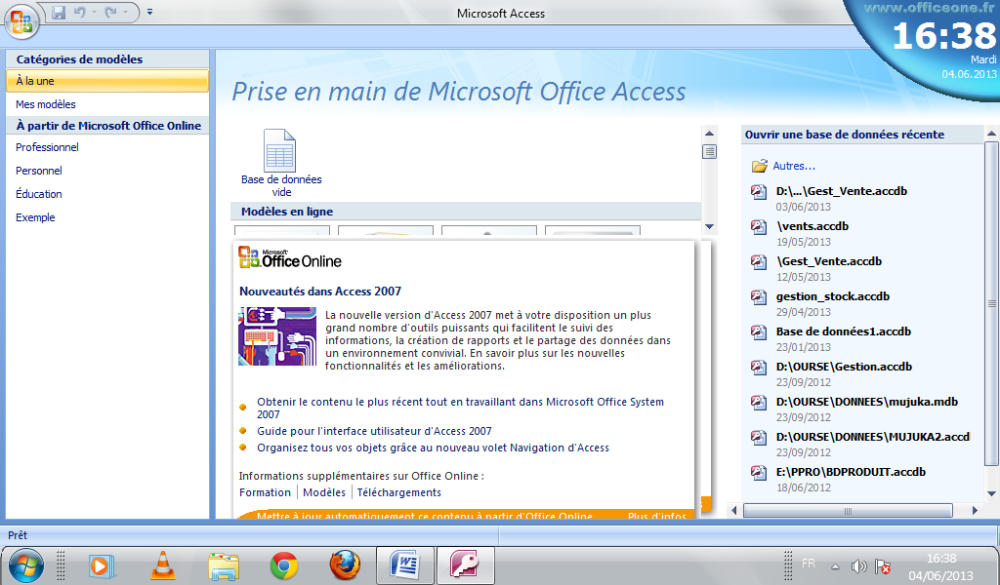 Microsoft Access
www.officeone.fr
16:38
Mardi
04.06.2013
Catégories de modèles
À la une
Mes modèles
À partir de Microsoft Office Online
Professionnel
Personnel
Éducation
Exemple
Prise en main de Microsoft Office Access
Base de données
vide
Modèles en ligne
Microsoft
Office Online
Nouveautés dans Access 2007
La nouvelle version d'Access 2007 met à votre disposition un plus
grand nombre d'outils puissants qui facilitent le suivi des
informations, la création de rapports et le partage des données dans
un environnement convivial. En savoir plus sur les nouvelles
fonctionnalités et les améliorations.
Obtenir le contenu le plus récent tout en travaillant dans Microsoft Office System
2007
Guide pour l'interface utilisateur d'Access 2007
Organisez tous vos objets grâce au nouveau volet Navigation d'Access
Informations supplémentaires sur Office Online :
Formation | Modèles | Téléchargements
Mettre à jour automatiquement ce contenu à partir d'Office Online
Plus d'infos
Ouvrir une base de données récente
Autres...
D:\...\Gest_Vente.accdb
03/06/2013
\vents.accdb
19/05/2013
\Gest_Vente.accdb
12/05/2013
gestion_stock.accdb
29/04/2013
Base de données1.accdb
23/01/2013
D:\OURSE\Gestion.accdb
23/09/2012
D:\OURSE\DONNEES\mujuka.mdb
23/09/2012
D:\OURSE\DONNEES\MUJUKA2.accd
23/09/2012
E:\PPRO\BDPRODUIT.accdb
18/06/2012
Prêt
FR
16:38
04/06/2013